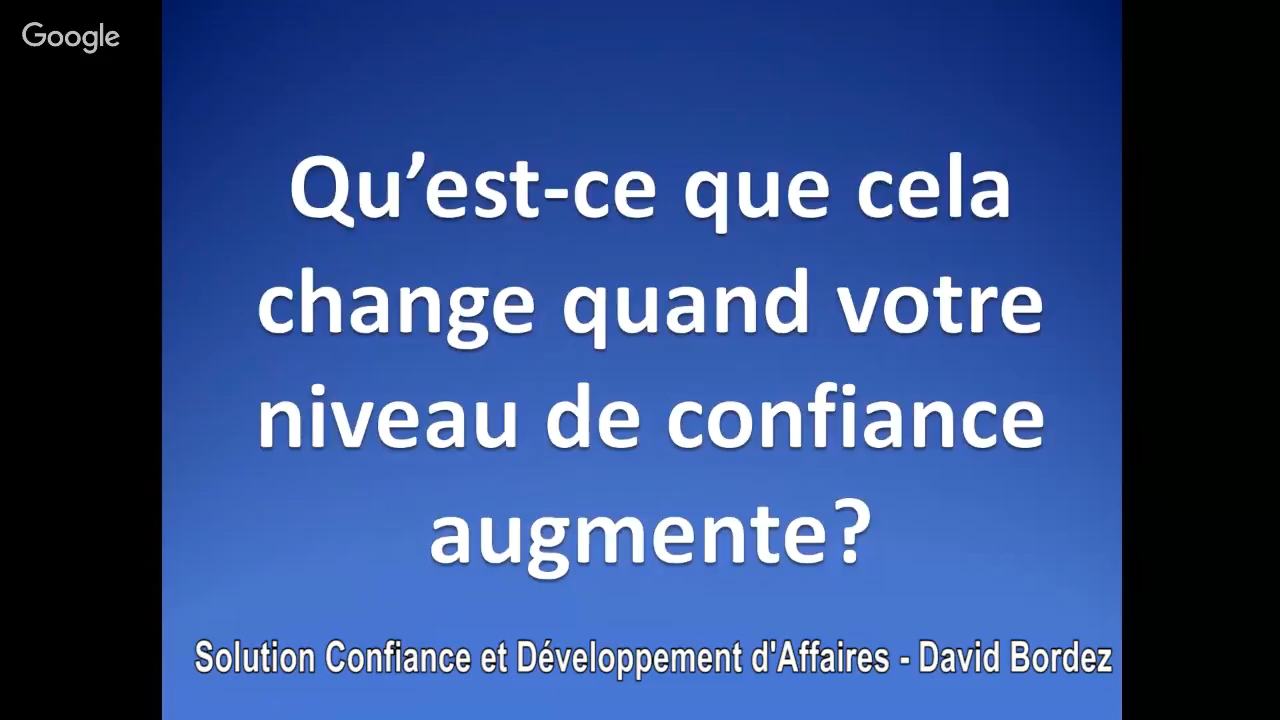 Google
Qu’est-ce que cela
change quand votre
niveau de confiance
augmente?
Solution Confiance et Développement d'Affaires - David Bordez